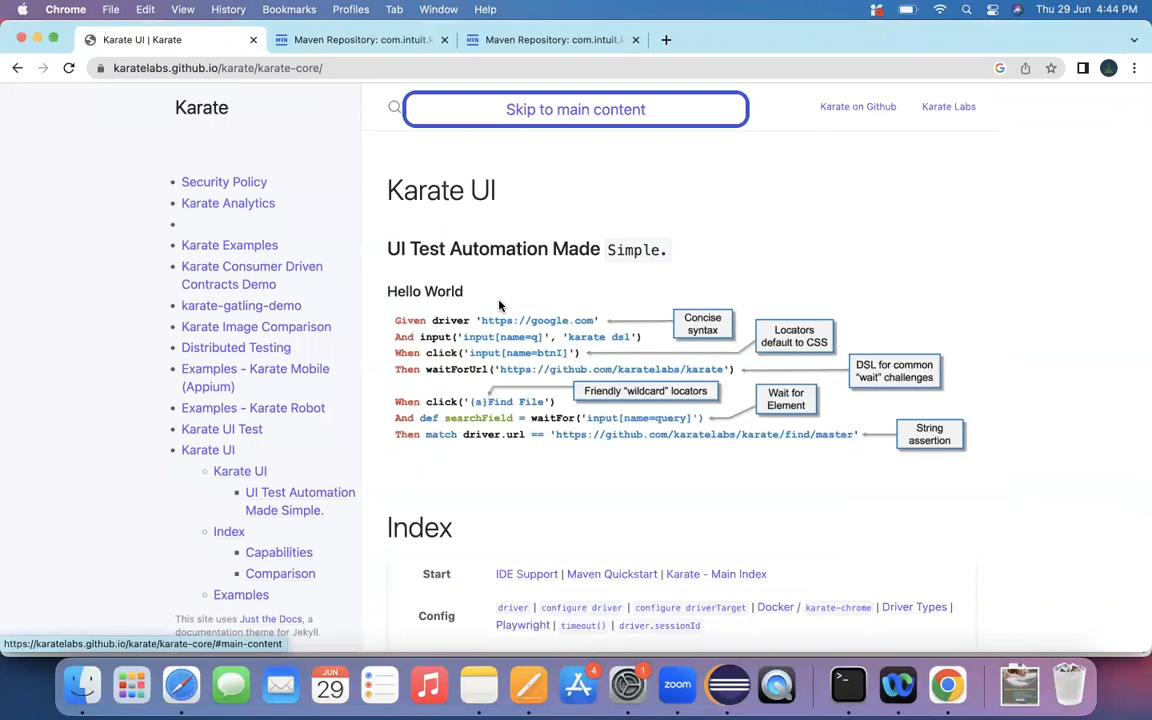 Chrome File Edit View History Bookmarks Profiles Tab Window Help Thu 29 Jun 4:44 PM
Karate UI | Karate
Maven Repository: com.intuit.k
Maven Repository: com.intuit.k
karatelabs.github.io/karate/karate-core/
Karate
Skip to main content
Karate on Github
Karate Labs
Security Policy
Karate Analytics
Karate Examples
Karate Consumer Driven
Contracts Demo
karate-gatling-demo
Karate Image Comparison
Distributed Testing
Examples - Karate Mobile
(Appium)
Examples - Karate Robot
Karate UI Test
Karate UI
Karate UI
UI Test Automation
Made Simple.
Index
Capabilities
Comparison
Examples
This site uses Just the Docs, a
documentation theme for Jekyll.
https://karatelabs.github.io/karate/karate-core/#main-content
Karate UI
UI Test Automation Made Simple.
Hello World
Given driver 'https://google.com'
And input('input[name=q]', 'karate dsl')
When click('input[name=btnI]')
Then waitForUrl('https://github.com/karatelabs/karate')
When click('{a}Find File')
And def searchField = waitFor('input[name=query]')
Then match driver.url == 'https://github.com/karatelabs/karate/find/master'
Concise
syntax
Locators
default to CSS
DSL for common
"wait" challenges
Friendly "wildcard" locators
Wait for
Element
String
assertion
Index
Start IDE Support | Maven Quickstart | Karate - Main Index
Config driver | configure driver | configure driverTarget | Docker / karate-chrome | Driver Types |
Playwright | timeout() | driver.sessionId
JUN
29
4
1
zoom